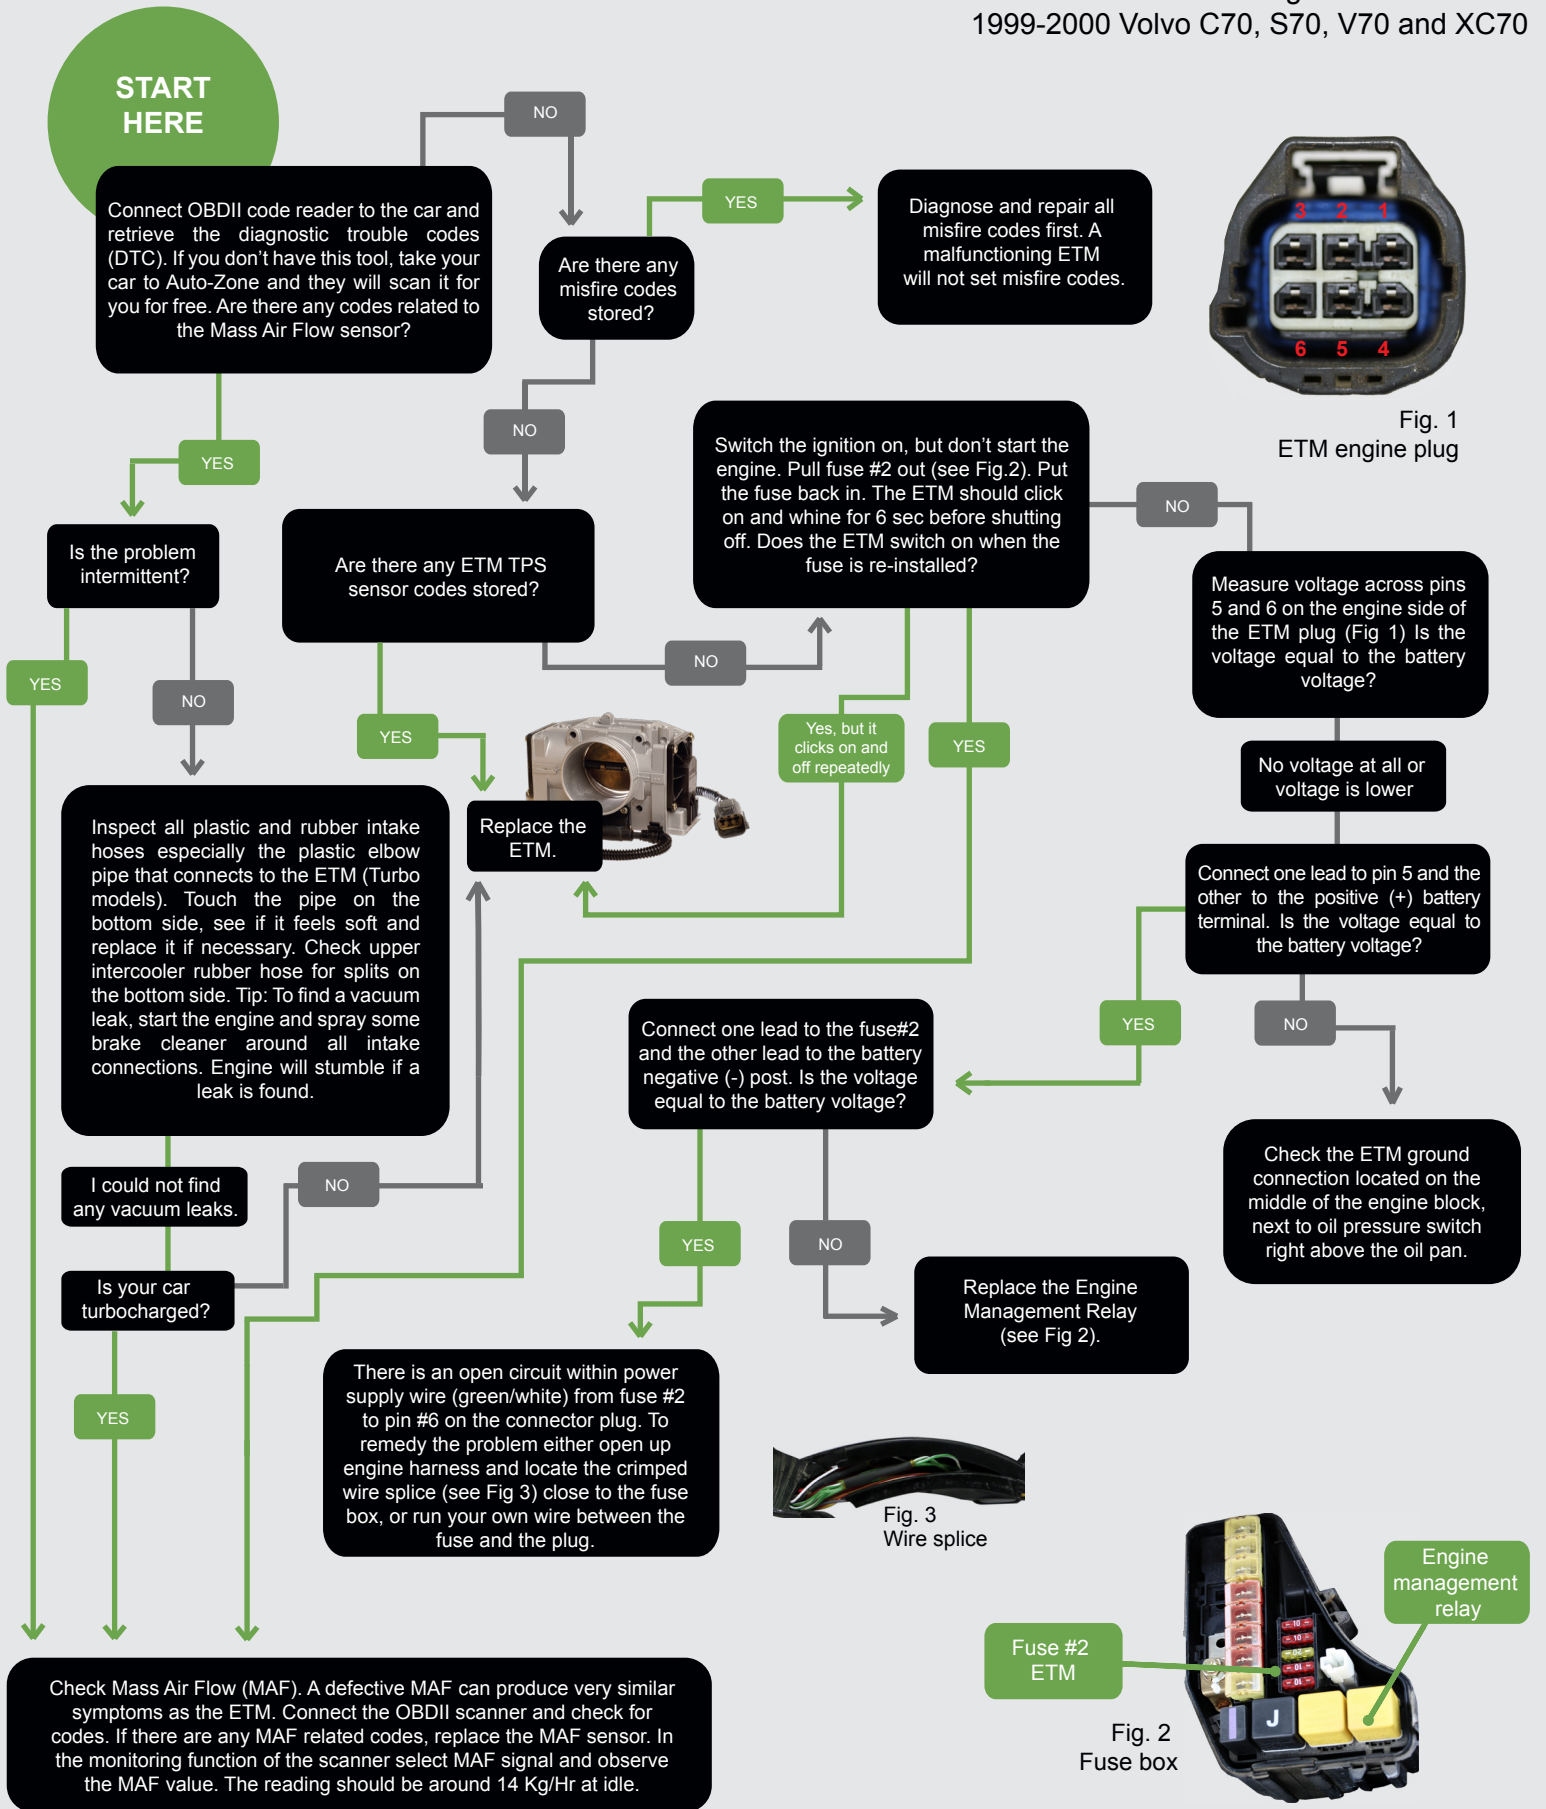 1999-2000 Volvo C70, S70, V70 and XC70
START
HERE
Connect OBDII code reader to the car and
retrieve the diagnostic trouble codes
(DTC). If you don't have this tool, take your
car to Auto-Zone and they will scan it for
you for free. Are there any codes related to
the Mass Air Flow sensor?
NO
Are there any
misfire codes
stored?
YES
Diagnose and repair all
misfire codes first. A
malfunctioning ETM
will not set misfire codes.
3 2 1
6 5 4
Fig. 1
ETM engine plug
YES
NO
Is the problem
intermittent?
Are there any ETM TPS
sensor codes stored?
Switch the ignition on, but don't start the
engine. Pull fuse #2 out (see Fig.2). Put
the fuse back in. The ETM should click
on and whine for 6 sec before shutting
off. Does the ETM switch on when the
fuse is re-installed?
NO
Measure voltage across pins
5 and 6 on the engine side of
the ETM plug (Fig 1) Is the
voltage equal to the battery
voltage?
YES
NO
NO
YES
Yes, but it
clicks on and
off repeatedly
YES
No voltage at all or
voltage is lower
Replace the
ETM.
Inspect all plastic and rubber intake
hoses especially the plastic elbow
pipe that connects to the ETM (Turbo
models). Touch the pipe on the
bottom side, see if it feels soft and
replace it if necessary. Check upper
intercooler rubber hose for splits on
the bottom side. Tip: To find a vacuum
leak, start the engine and spray some
brake cleaner around all intake
connections. Engine will stumble if a
leak is found.
Connect one lead to pin 5 and the
other to the positive (+) battery
terminal. Is the voltage equal to
the battery voltage?
YES
NO
Connect one lead to the fuse#2
and the other lead to the battery
negative (-) post. Is the voltage
equal to the battery voltage?
Check the ETM ground
connection located on the
middle of the engine block,
next to oil pressure switch
right above the oil pan.
I could not find
any vacuum leaks.
NO
YES
NO
Is your car
turbocharged?
Replace the Engine
Management Relay
(see Fig 2).
YES
There is an open circuit within power
supply wire (green/white) from fuse #2
to pin #6 on the connector plug. To
remedy the problem either open up
engine harness and locate the crimped
wire splice (see Fig 3) close to the fuse
box, or run your own wire between the
fuse and the plug.
Fig. 3
Wire splice
Engine
management
relay
Fuse #2
ETM
10
10
20
10
10
J
Fig. 2
Fuse box
Check Mass Air Flow (MAF). A defective MAF can produce very similar
symptoms as the ETM. Connect the OBDII scanner and check for
codes. If there are any MAF related codes, replace the MAF sensor. In
the monitoring function of the scanner select MAF signal and observe
the MAF value. The reading should be around 14 Kg/Hr at idle.